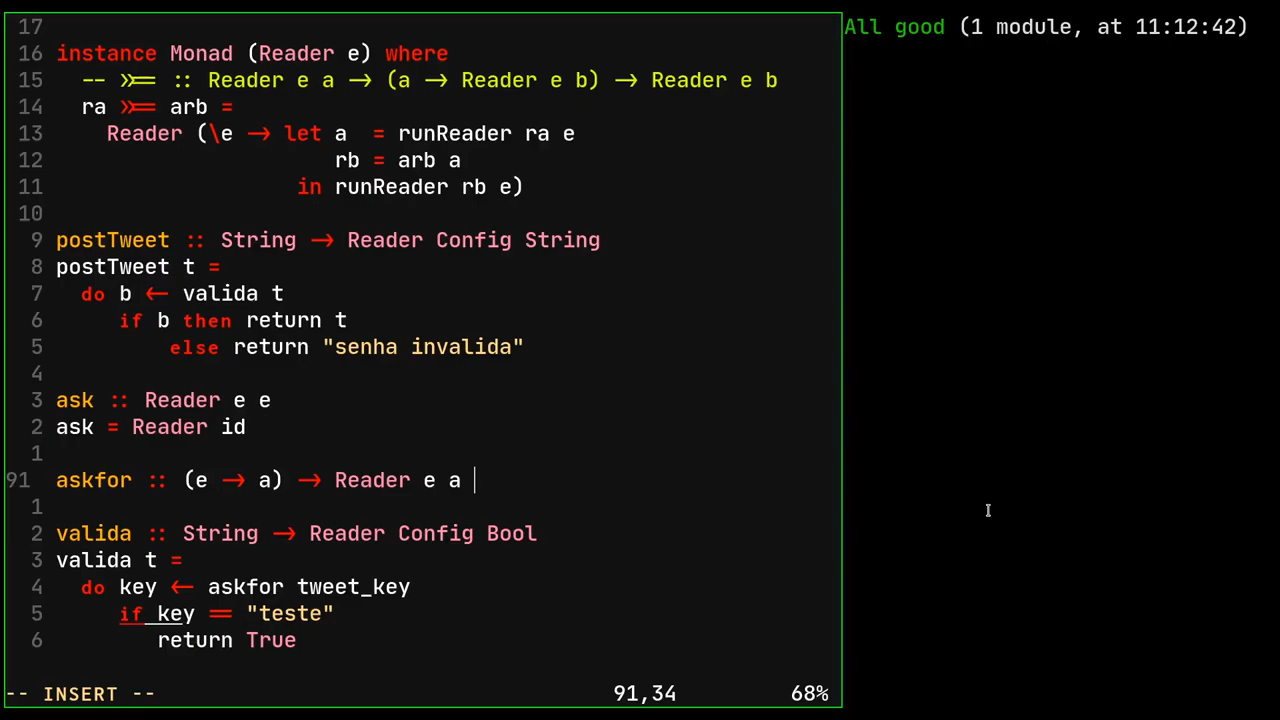 17
16 instance Monad (Reader e) where
15   -- >>= :: Reader e a -> (a -> Reader e b) -> Reader e b
14   ra >>= arb =
13     Reader (\e -> let a  = runReader ra e
12                       rb = arb a
11                    in runReader rb e)
10
9 postTweet :: String -> Reader Config String
8 postTweet t =
7   do b <- valida t
6      if b then return t
5          else return "senha invalida"
4
3 ask :: Reader e e
2 ask = Reader id
1
91 askfor :: (e -> a) -> Reader e a
1
2 valida :: String -> Reader Config Bool
3 valida t =
4   do key <- askfor tweet_key
5      if key == "teste"
6         return True
-- INSERT -- 91,34 68%
All good (1 module, at 11:12:42)